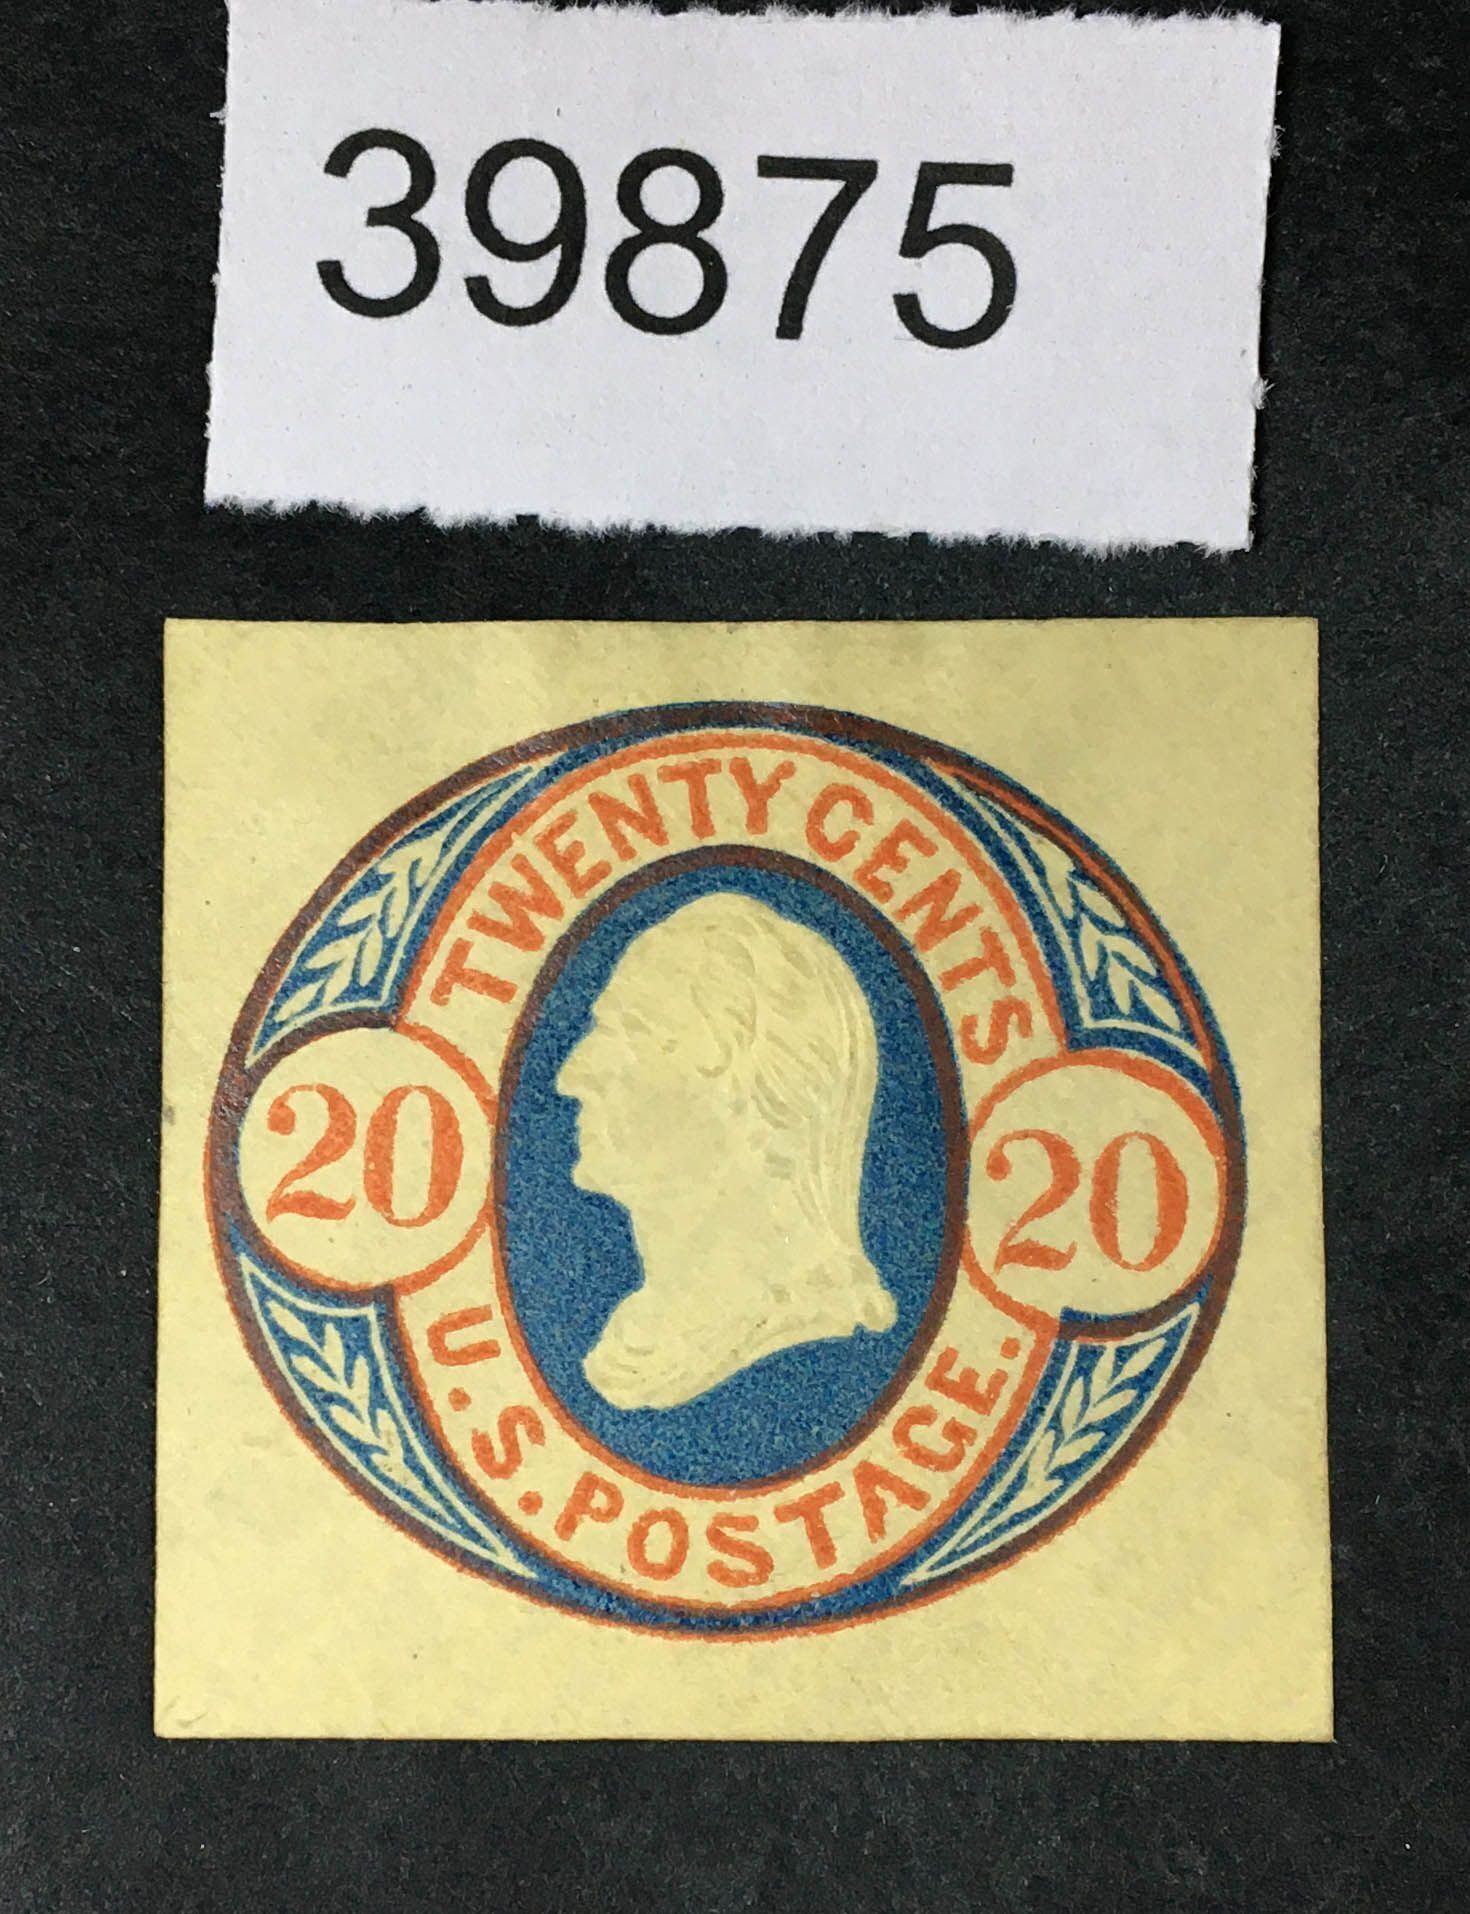 39875
TWENTY CENTS
20 20
U.S. POSTAGE.